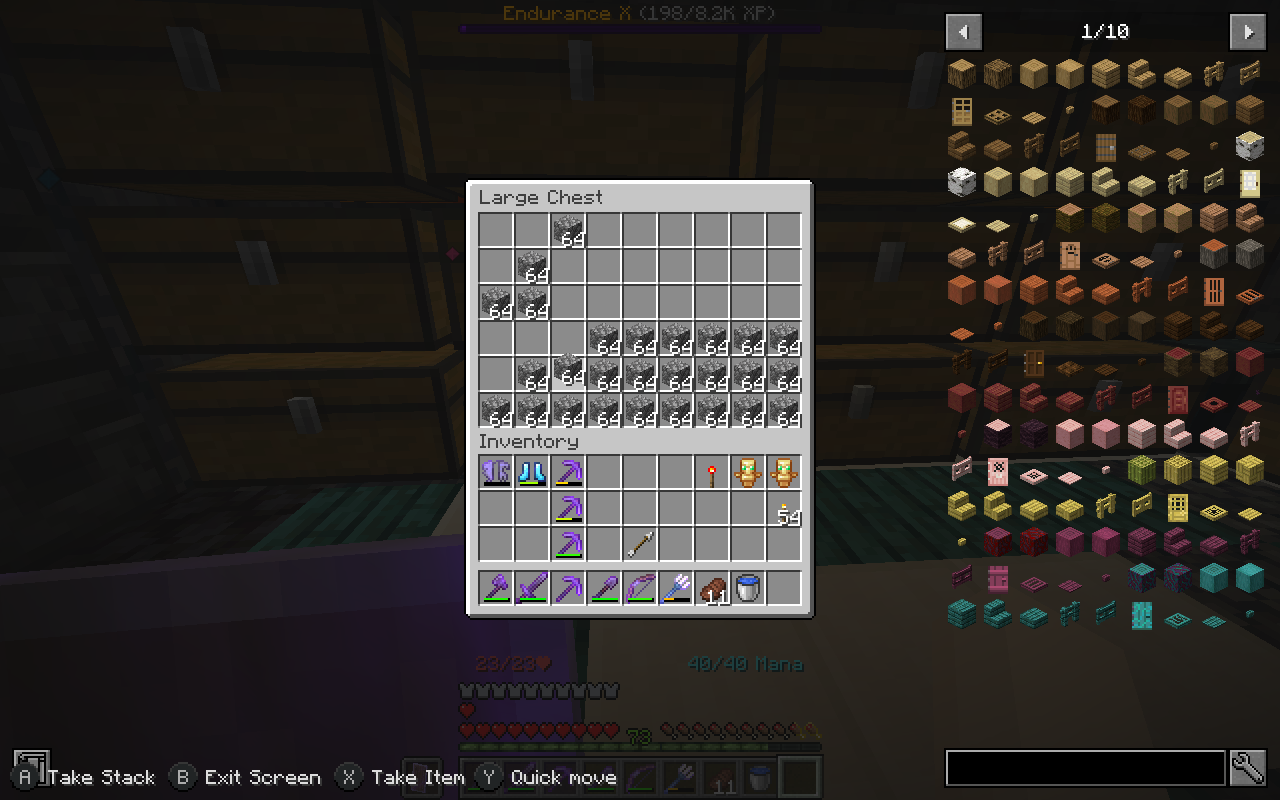 Endurance X (198/8.2K XP)
1/10
Large Chest
64
64
64 64
64 64 64 64 64 64
64 64 64 64 64 64 64 64
64 64 64 64 64 64 64 64 64
Inventory
54
11
23/23 40/40 Mana
78
A Take Stack B Exit Screen X Take Item Y Quick move
11